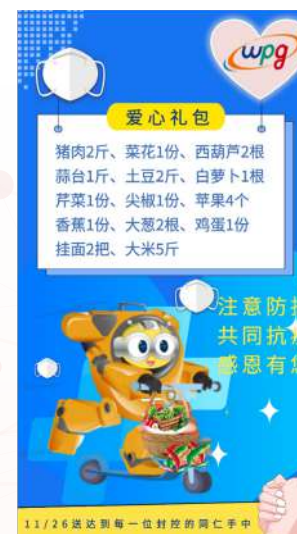 wpg
爱心礼包
猪肉2斤、菜花1份、西葫芦2根
蒜台1斤、土豆2斤、白萝卜1根
芹菜1份、尖椒1份、苹果4个
香蕉1份、大葱2根、鸡蛋1份
挂面2把、大米5斤
注意防
共同抗
感恩有
11/26送达到每一位封控的同仁手中